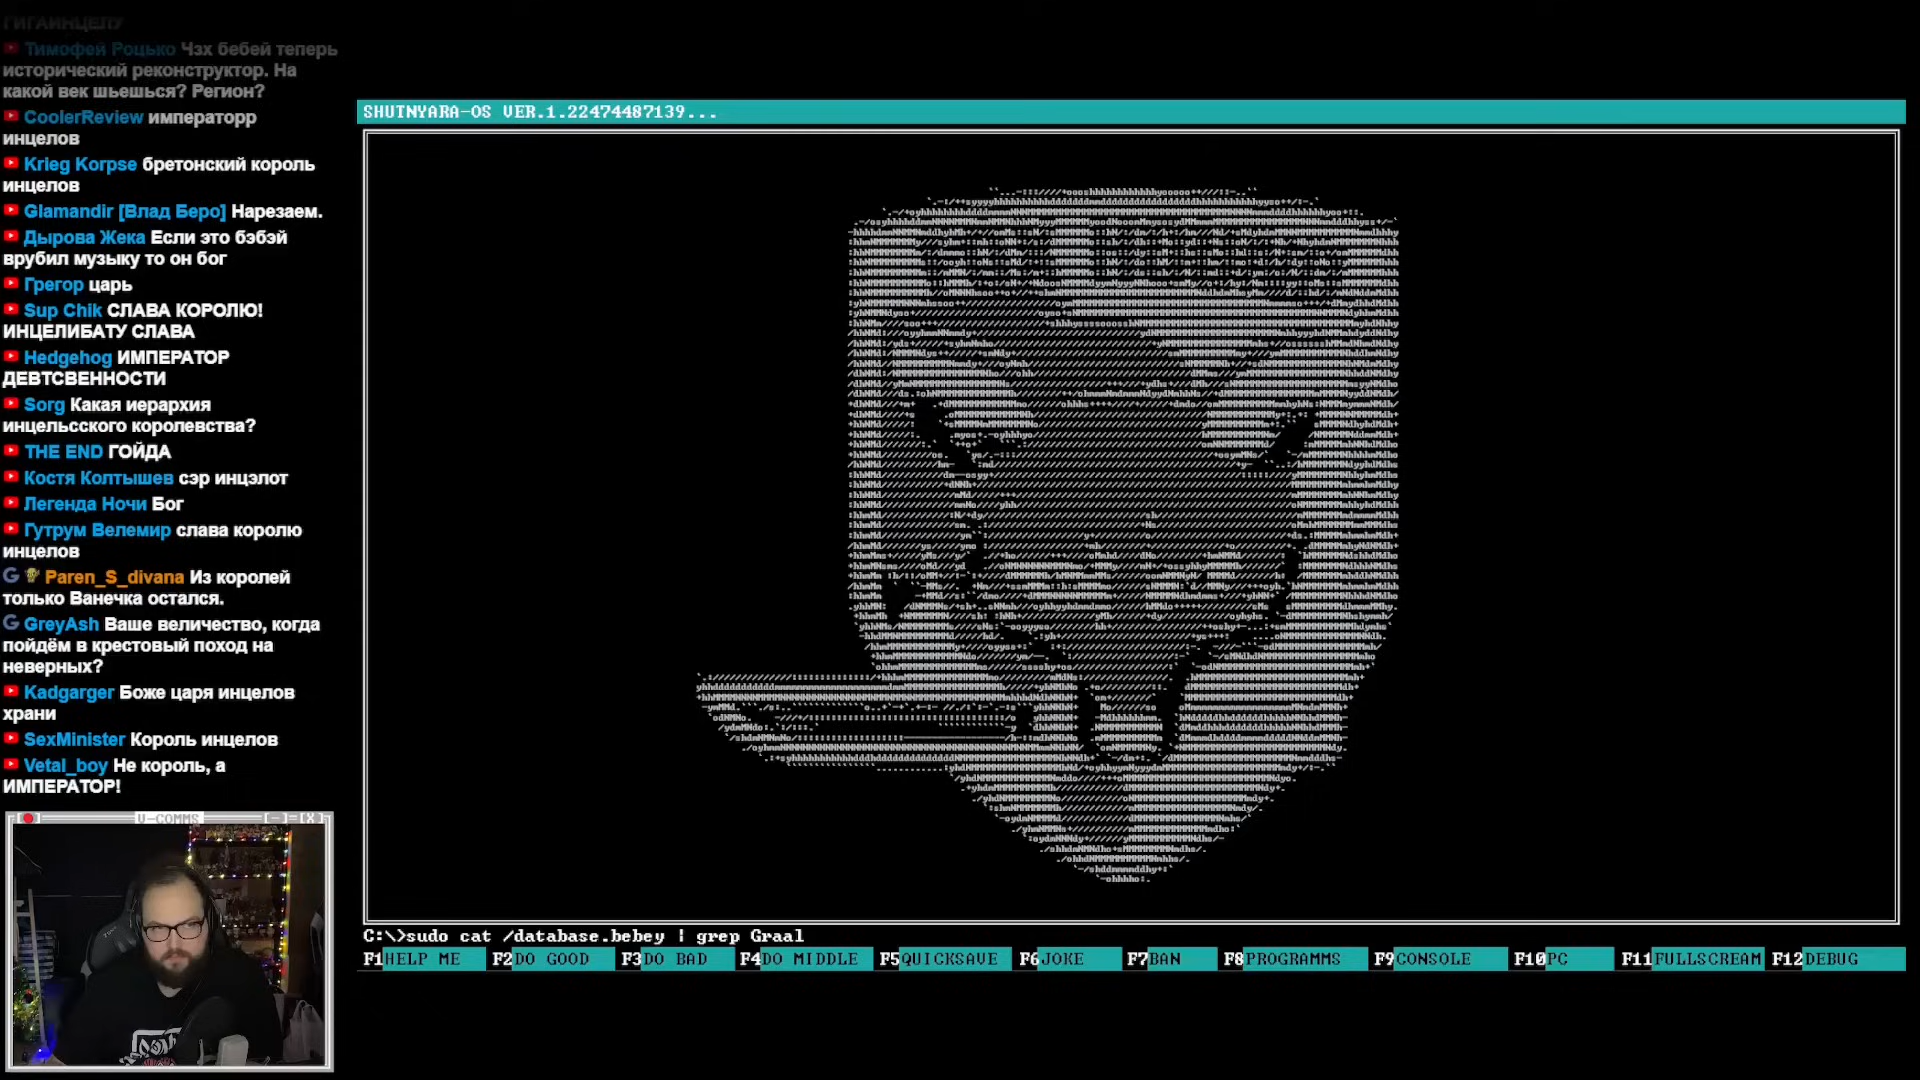 ГИГАИНЦЕЛУ
Тимофей Роцько Чзх бебей теперь
исторический реконструктор. На
какой век шьешься? Регион?
CoolerReview императорр
инцелов
Krieg Korpse бретонский король
инцелов
Glamandir [Влад Беро] Нарезаем.
Дырова Жека Если это бэбэй
врубил музыку то он бог
Грегор царь
Sup Chik СЛАВА КОРОЛЮ!
ИНЦЕЛИБАТУ СЛАВА
Hedgehog ИМПЕРАТОР
ДЕВТСВЕННОСТИ
Sorg Какая иерархия
инцельсского королевства?
THE END ГОЙДА
Костя Колтышев сэр инцэлот
Легенда Ночи Бог
Гутрум Велемир слава королю
инцелов
Paren_S_divana Из королей
только Ванечка остался.
GreyAsh Ваше величество, когда
пойдём в крестовый поход на
неверных?
Kadgarger Боже царя инцелов
храни
SexMinister Король инцелов
Vetal_boy Не король, а
ИМПЕРАТОР!
V-COMMS [-]=[X]
SHUTNYARA-OS VER.1.22474487139...
C:\>sudo cat /database.bebey | grep Graal
F1HELP ME F2DO GOOD F3DO BAD F4DO MIDDLE F5QUICKSAVE F6JOKE F7BAN F8PROGRAMMS F9CONSOLE F10PC F11FULLSCREAM F12DEBUG